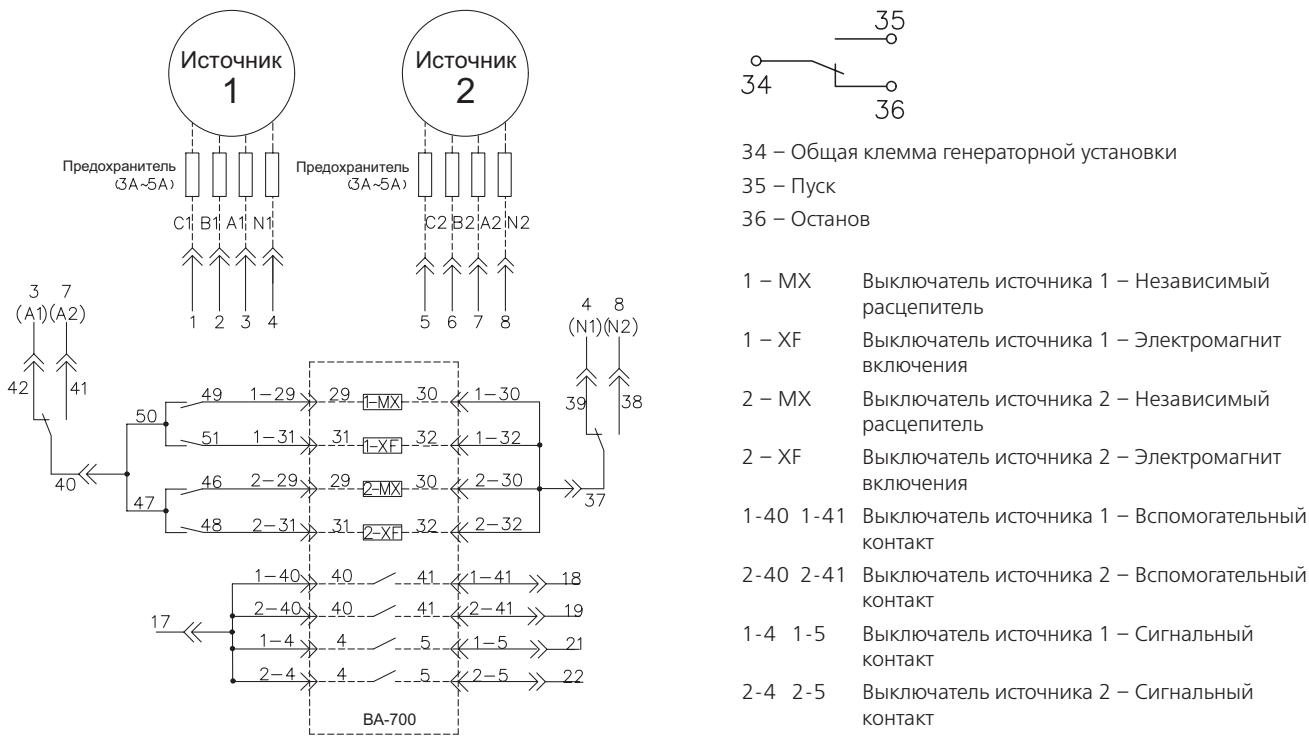 Источник
1
Источник
2
Предохранитель
(3A~5A)
Предохранитель
(3A~5A)
C1 B1 A1 N1
C2 B2 A2 N2
1 2 3 4
5 6 7 8
3 7
(A1)(A2)
42 41
40
4 8
(N1)(N2)
39 38
37
50
49 1-29 29 1-MX 30 1-30
51 1-31 31 1-XF 32 1-32
47
46 2-29 29 2-MX 30 2-30
48 2-31 31 2-XF 32 2-32
17
1-40 40 41 1-41 18
2-40 40 41 2-41 19
1-4 4 5 1-5 21
2-4 4 5 2-5 22
ВА-700
35
34
36
34 – Общая клемма генераторной установки
35 – Пуск
36 – Останов
1 – MX Выключатель источника 1 – Независимый
расцепитель
1 – XF Выключатель источника 1 – Электромагнит
включения
2 – MX Выключатель источника 2 – Независимый
расцепитель
2 – XF Выключатель источника 2 – Электромагнит
включения
1-40 1-41 Выключатель источника 1 – Вспомогательный
контакт
2-40 2-41 Выключатель источника 2 – Вспомогательный
контакт
1-4 1-5 Выключатель источника 1 – Сигнальный
контакт
2-4 2-5 Выключатель источника 2 – Сигнальный
контакт